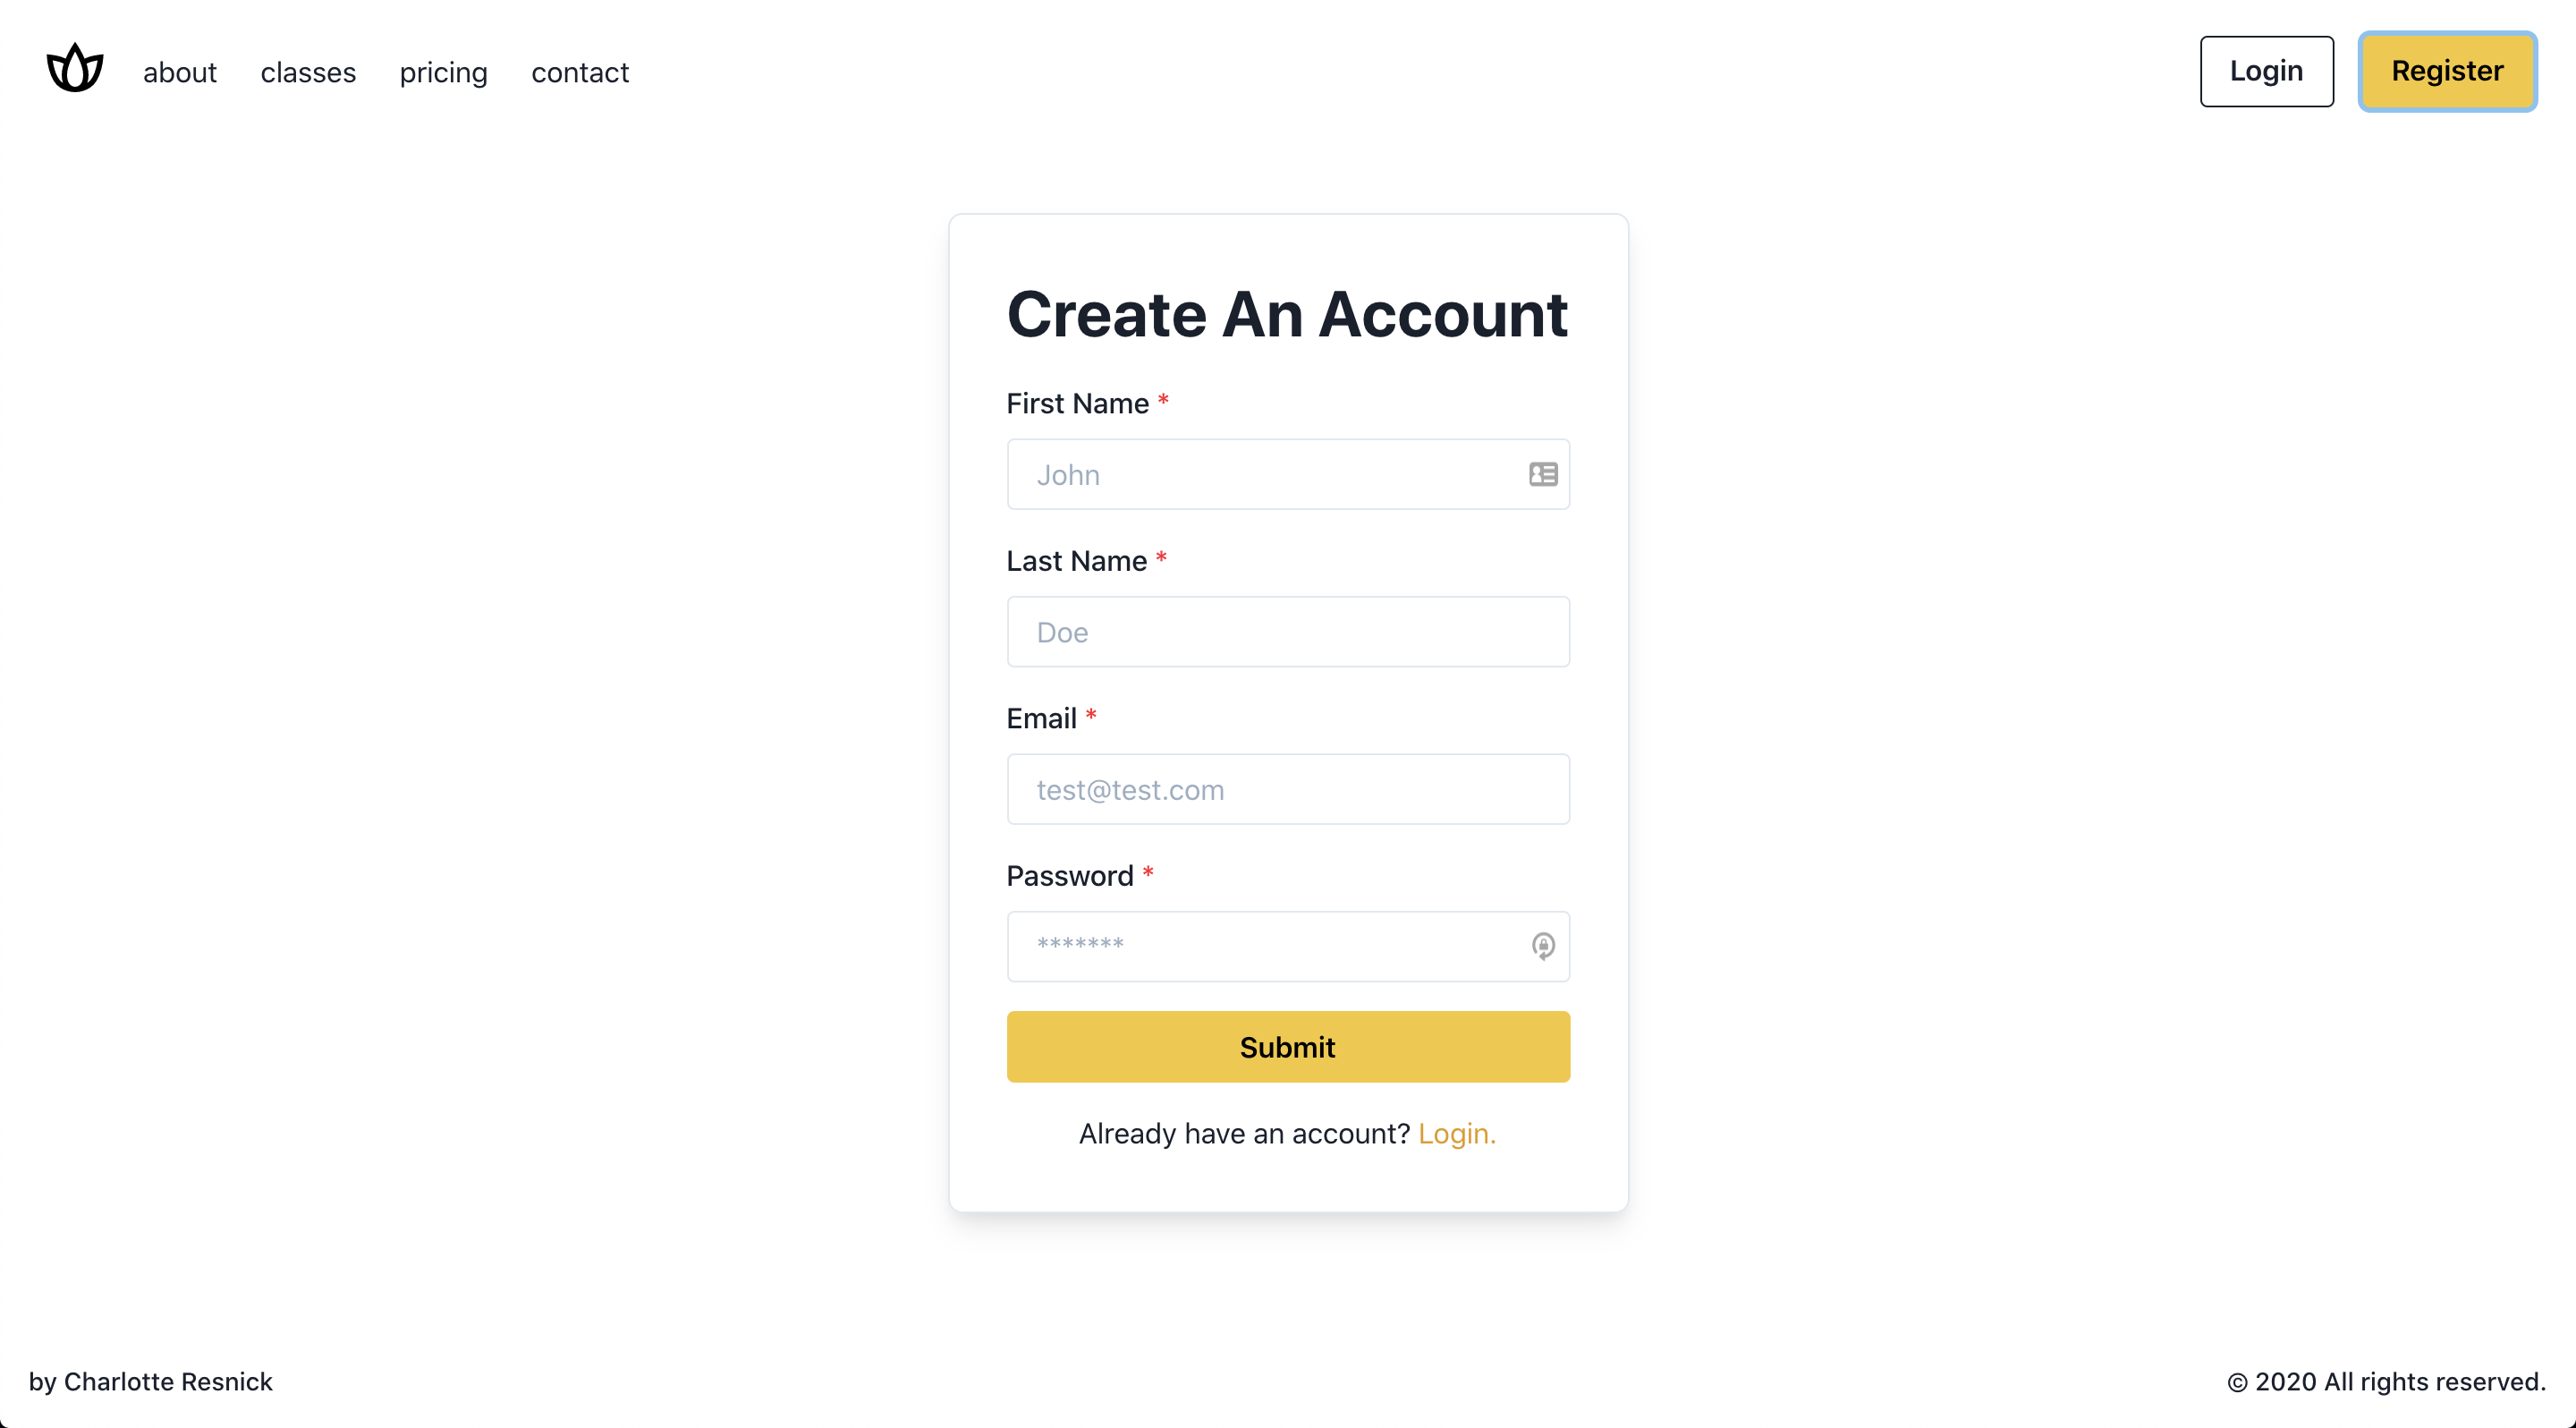 about classes pricing contact Login Register
Create An Account
First Name *
John
Last Name *
Doe
Email *
test@test.com
Password *
*******
Submit
Already have an account? Login.
by Charlotte Resnick © 2020 All rights reserved.